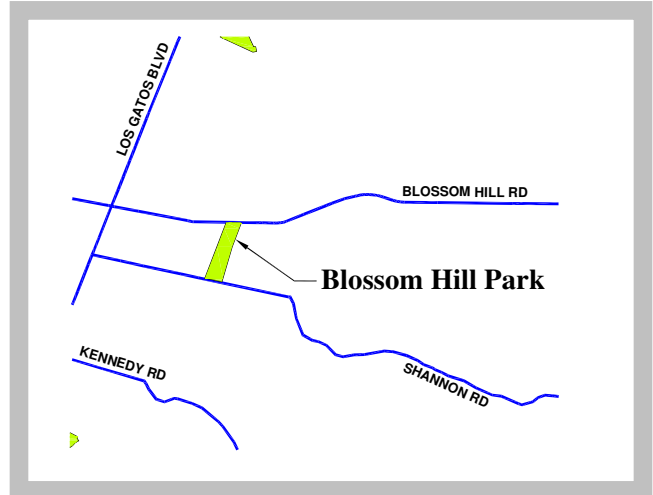 LOS GATOS BLVD
BLOSSOM HILL RD
Blossom Hill Park
KENNEDY RD
SHANNON RD